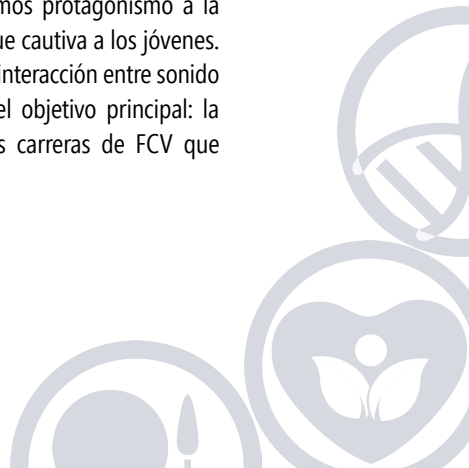 mos protagonismo a la
ue cautiva a los jóvenes.
interacción entre sonido
el objetivo principal: la
s carreras de FCV que